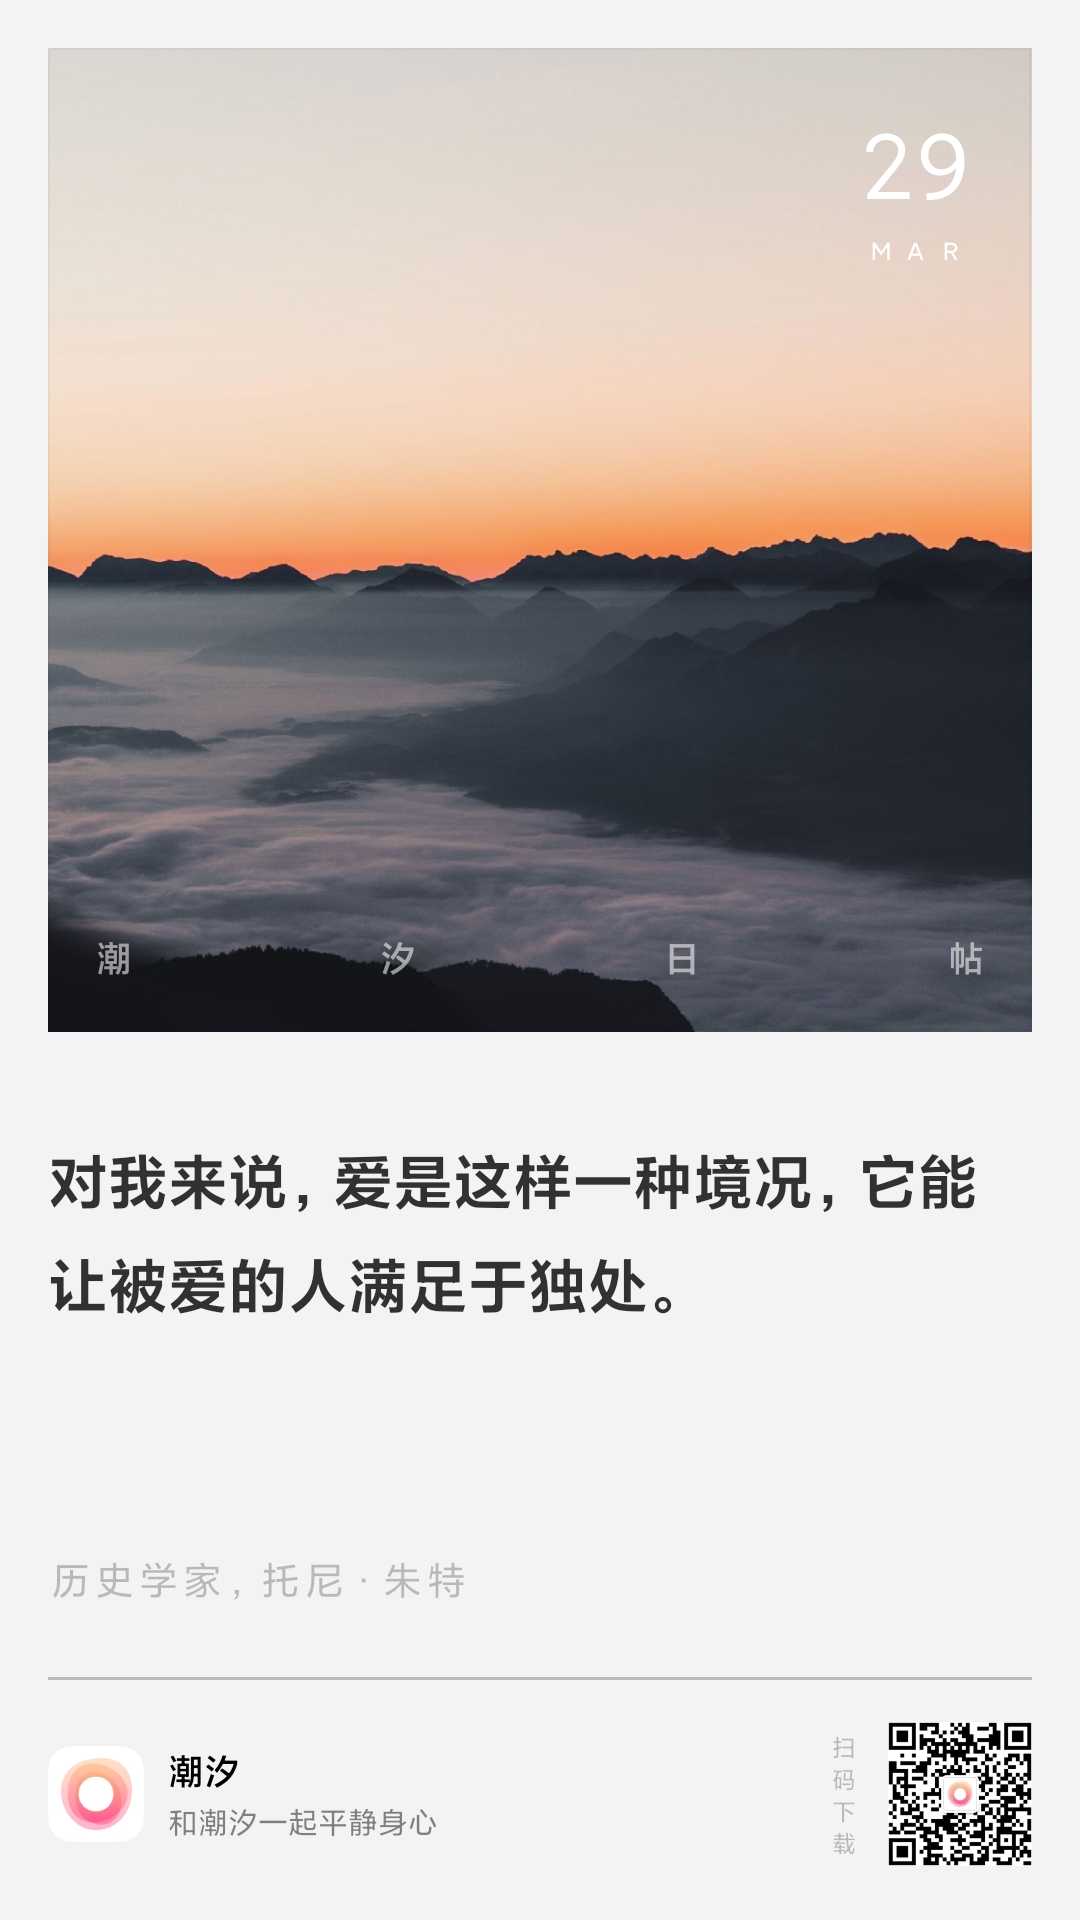 29
MAR
潮汐日帖
对我来说，爱是这样一种境况，它能
让被爱的人满足于独处。
历史学家，托尼·朱特
潮汐
和潮汐一起平静身心
扫码下载